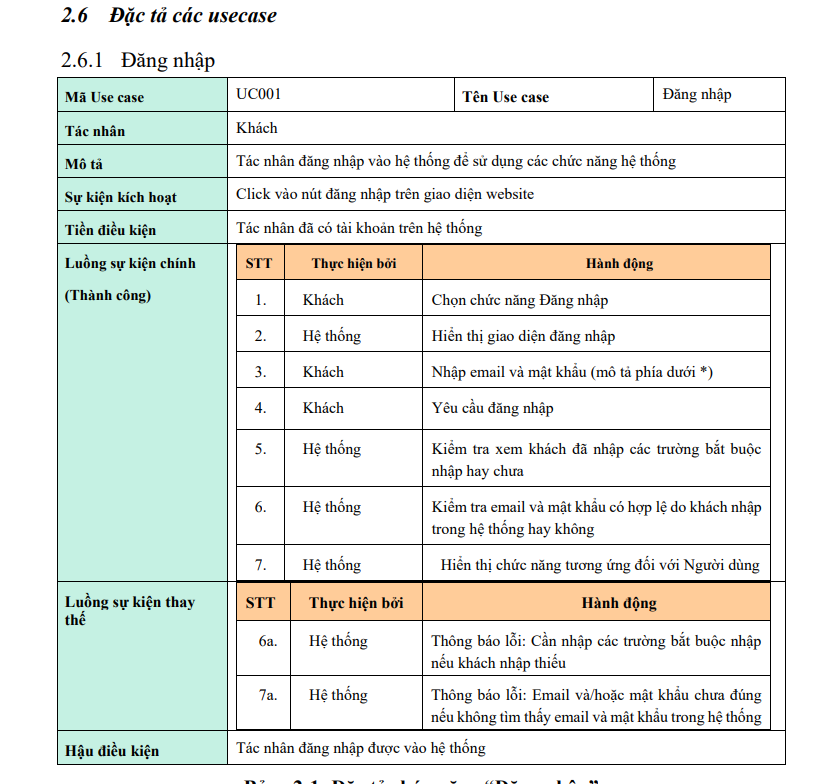 2.6 Đặc tả các usecase
2.6.1 Đăng nhập
Mã Use case UC001 Tên Use case Đăng nhập
Tác nhân Khách
Mô tả Tác nhân đăng nhập vào hệ thống để sử dụng các chức năng hệ thống
Sự kiện kích hoạt Click vào nút đăng nhập trên giao diện website
Tiền điều kiện Tác nhân đã có tài khoản trên hệ thống
Luồng sự kiện chính
(Thành công)
STT Thực hiện bởi Hành động
1. Khách Chọn chức năng Đăng nhập
2. Hệ thống Hiển thị giao diện đăng nhập
3. Khách Nhập email và mật khẩu (mô tả phía dưới *)
4. Khách Yêu cầu đăng nhập
5. Hệ thống Kiểm tra xem khách đã nhập các trường bắt buộc
nhập hay chưa
6. Hệ thống Kiểm tra email và mật khẩu có hợp lệ do khách nhập
trong hệ thống hay không
7. Hệ thống Hiển thị chức năng tương ứng đối với Người dùng
Luồng sự kiện thay
thế
STT Thực hiện bởi Hành động
6a. Hệ thống Thông báo lỗi: Cần nhập các trường bắt buộc nhập
nếu khách nhập thiếu
7a. Hệ thống Thông báo lỗi: Email và/hoặc mật khẩu chưa đúng
nếu không tìm thấy email và mật khẩu trong hệ thống
Hậu điều kiện Tác nhân đăng nhập được vào hệ thống